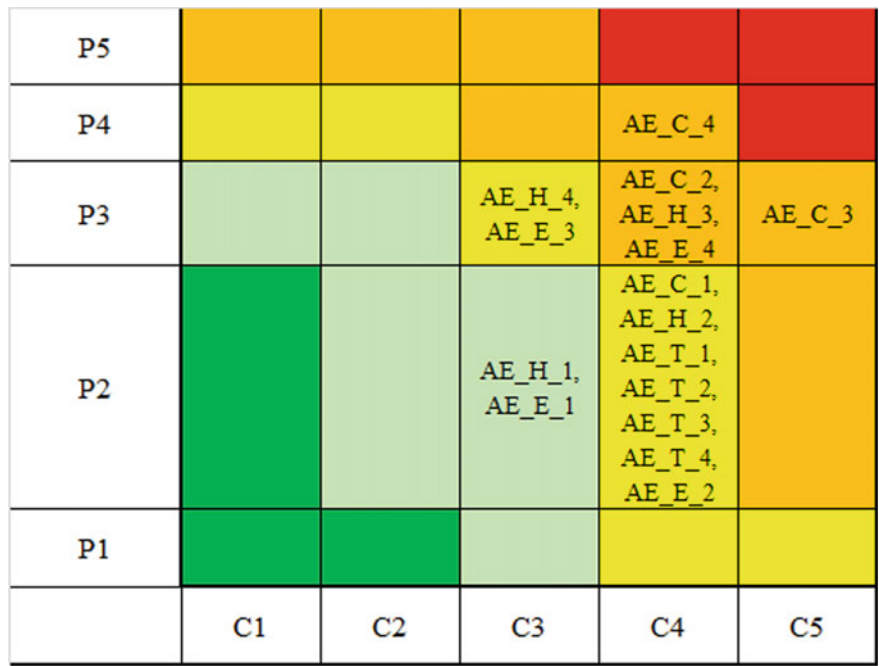 P5
P4
AE_C_4
P3
AE_H_4,
AE_E_3
AE_C_2,
AE_H_3,
AE_E_4
AE_C_3
P2
AE_H_1,
AE_E_1
AE_C_1,
AE_H_2,
AE_T_1,
AE_T_2,
AE_T_3,
AE_T_4,
AE_E_2
P1
C1
C2
C3
C4
C5